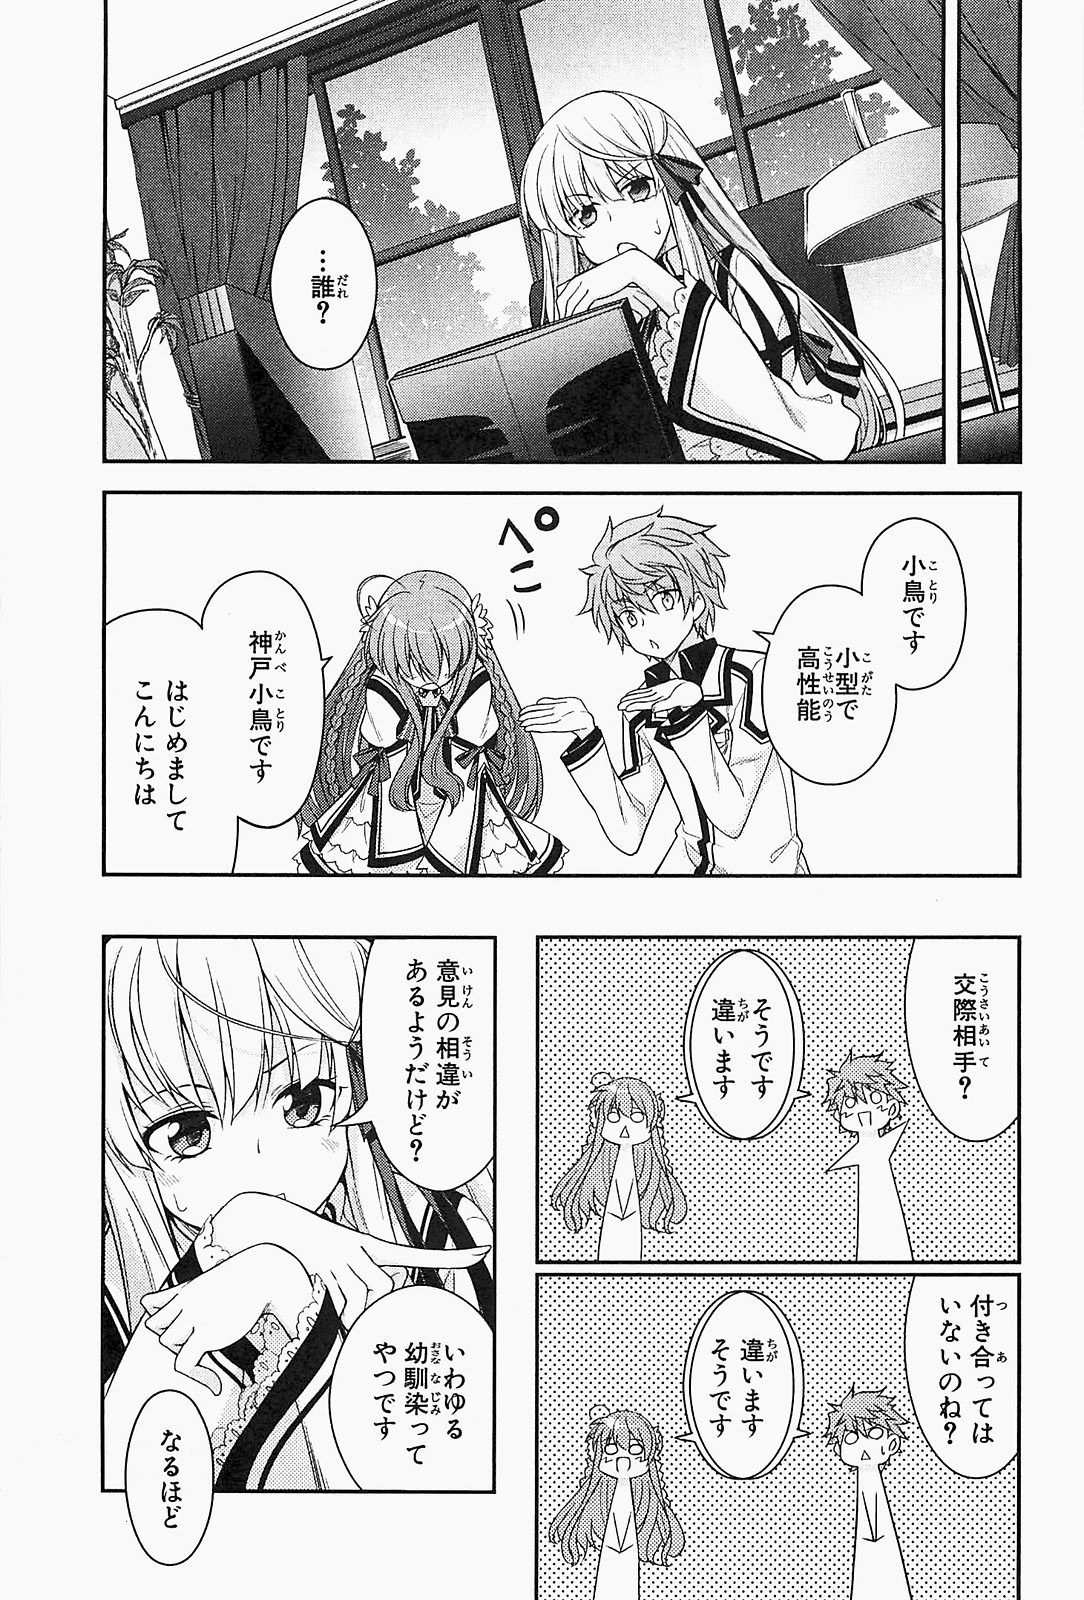 …誰?
小鳥です
小型で
高性能
ペこ
神戸小鳥です
はじめまして
こんにちは
交際相手?
そうです
違います
付き合っては
いないのね?
違います
そうです
意見の相違が
あるようだけど?
いわゆる
幼馴染って
やつです
なるほど